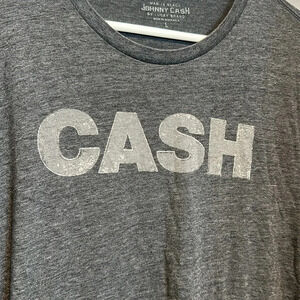 MAN IN BLACK
JOHNNY CASH
BY LUCKY BRAND
L
CASH